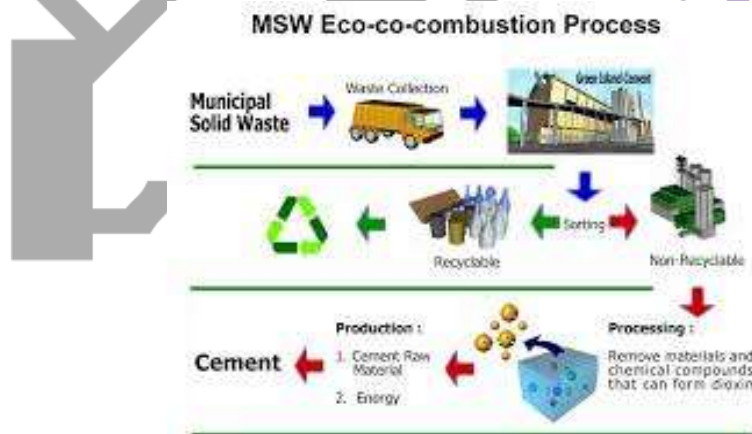 MSW Eco-co-combustion Process
Waste Collection
Green Island Cement
Municipal
Solid Waste
Sorting
Recyclable
Non-Recyclable
Production :
1. Cement Raw
Material
2. Energy
Cement
Processing :
Remove materials and
chemical compounds
that can form dioxin